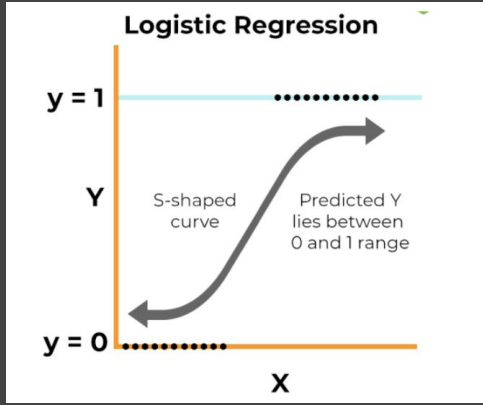 Logistic Regression
y = 1
Y
S-shaped
curve
Predicted Y
lies between
0 and 1 range
y = 0
X